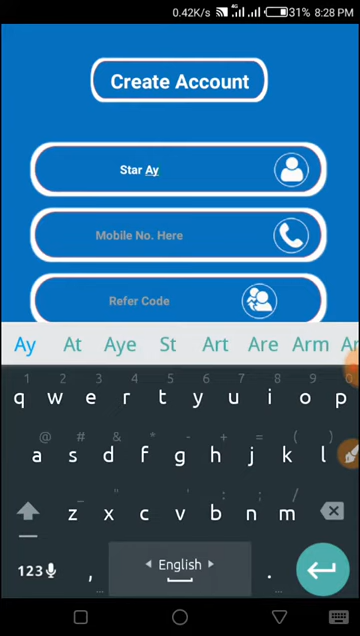 0.42K/s 4G 31% 8:28 PM
Create Account
Star Ay
Mobile No. Here
Refer Code
Ay At Aye St Art Are Arm
1 2 3 4 5 6 7 8 9 0
q w e r t y u i o p
@ # & * - + = ( )
a s d f g h j k l
_ " ' : ; /
z x c v b n m
123 , English .